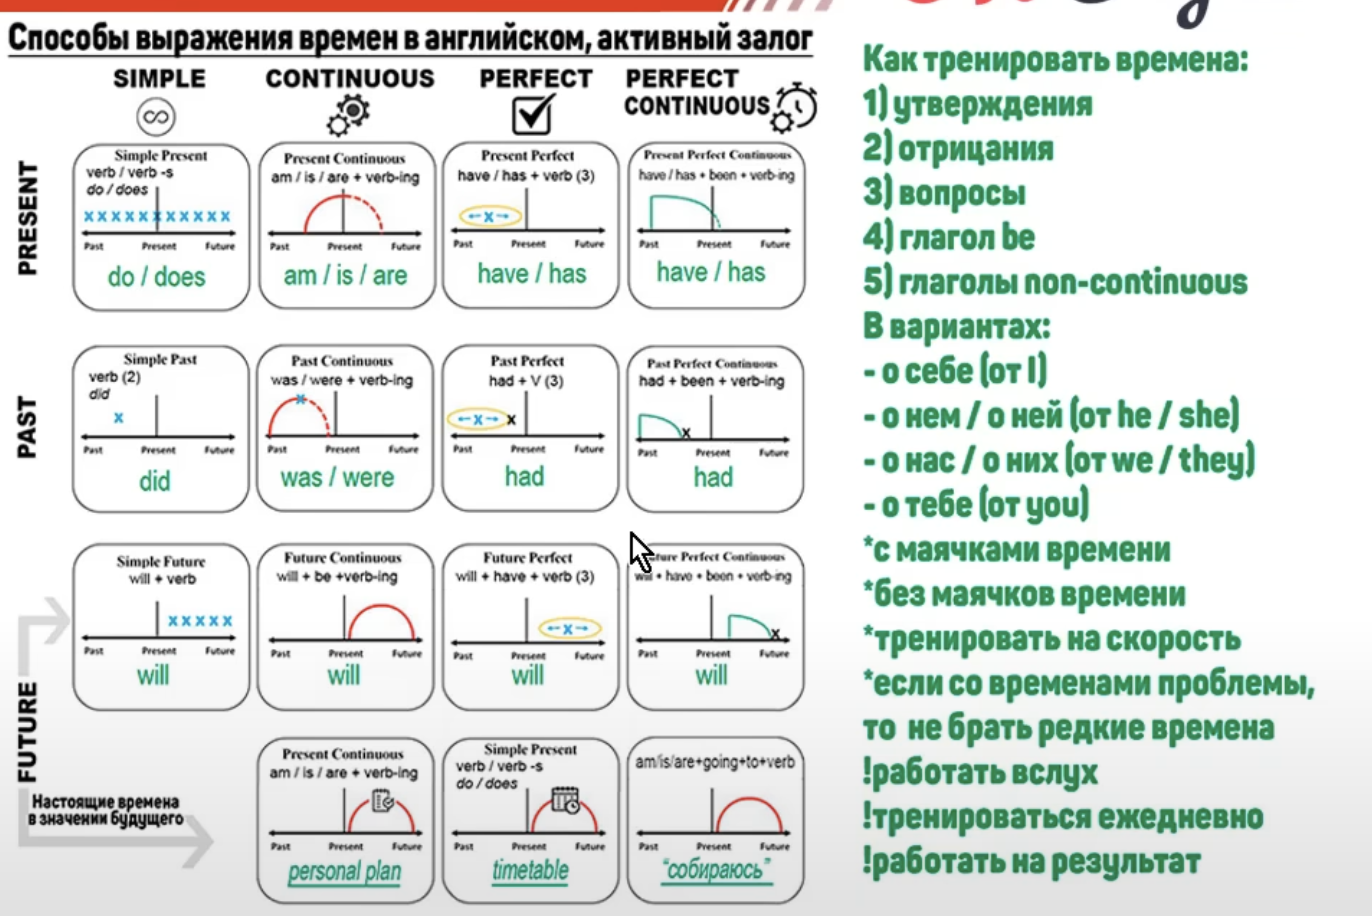 Способы выражения времен в английском, активный залог
SIMPLE
CONTINUOUS
PERFECT
PERFECT
CONTINUOUS
PRESENT
Simple Present
verb / verb -s
do / does
x x x x x x x x x x x
Past Present Future
do / does
Present Continuous
am / is / are + verb-ing
Past Present Future
am / is / are
Present Perfect
have / has + verb (3)
x
Past Present Future
have / has
Present Perfect Continuous
have / has + been + verb-ing
Past Present Future
have / has
PAST
Simple Past
verb (2)
did
x
Past Present Future
did
Past Continuous
was / were + verb-ing
x
Past Present Future
was / were
Past Perfect
had + V (3)
x x
Past Present Future
had
Past Perfect Continuous
had + been + verb-ing
x
Past Present Future
had
FUTURE
Simple Future
will + verb
x x x x x
Past Present Future
will
Future Continuous
will + be +verb-ing
Past Present Future
will
Future Perfect
will + have + verb (3)
x
Past Present Future
will
Perfect Continuous
will + have + been + verb-ing
x
Past Present Future
will
Настоящие времена
в значении будущего
Present Continuous
am / is / are + verb-ing
Past Present Future
personal plan
Simple Present
verb / verb -s
do / does
Past Present Future
timetable
am/is/are+going+to+verb
Past Present Future
"собираюсь"
Как тренировать времена:
1) утверждения
2) отрицания
3) вопросы
4) глагол be
5) глаголы non-continuous
В вариантах:
- о себе (от I)
- о нем / о ней (от he / she)
- о нас / о них (от we / they)
- о тебе (от you)
*с маячками времени
*без маячков времени
*тренировать на скорость
*если со временами проблемы,
то не брать редкие времена
!работать вслух
!тренироваться ежедневно
!работать на результат